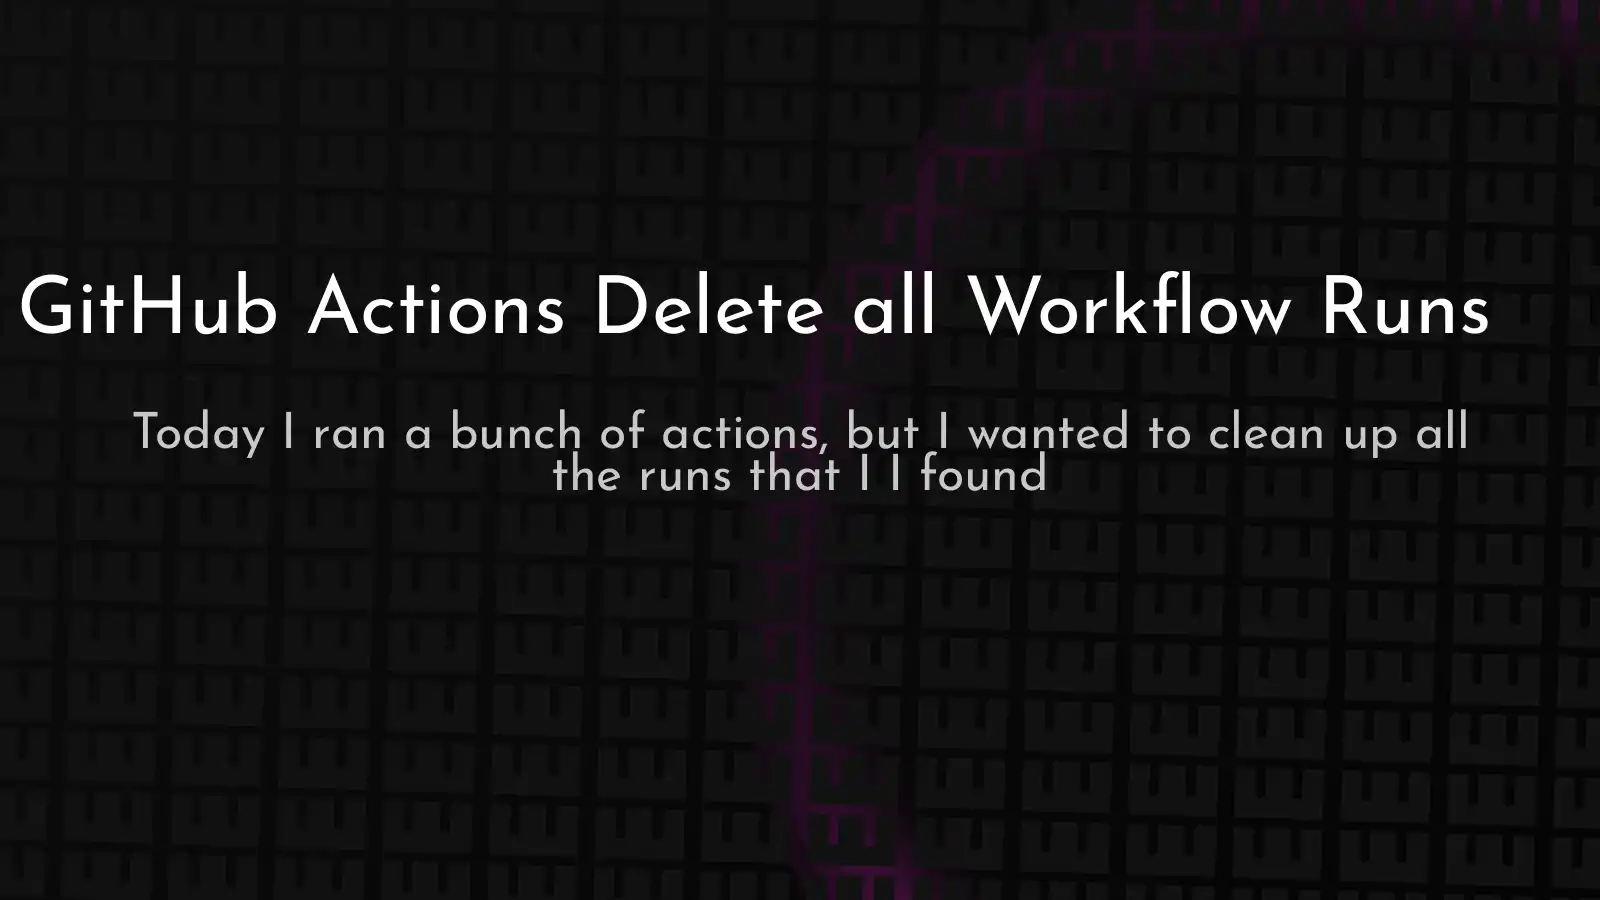 GitHub Actions Delete all Workflow Runs
Today I ran a bunch of actions, but I wanted to clean up all
the runs that I I found